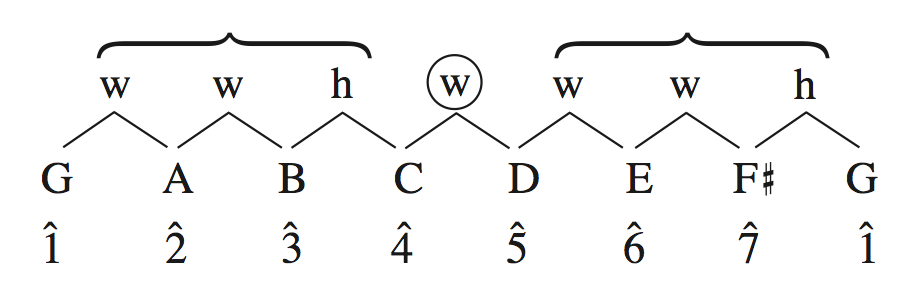 w w h w w w h
G A B C D E F♯ G
1̂ 2̂ 3̂ 4̂ 5̂ 6̂ 7̂ 1̂